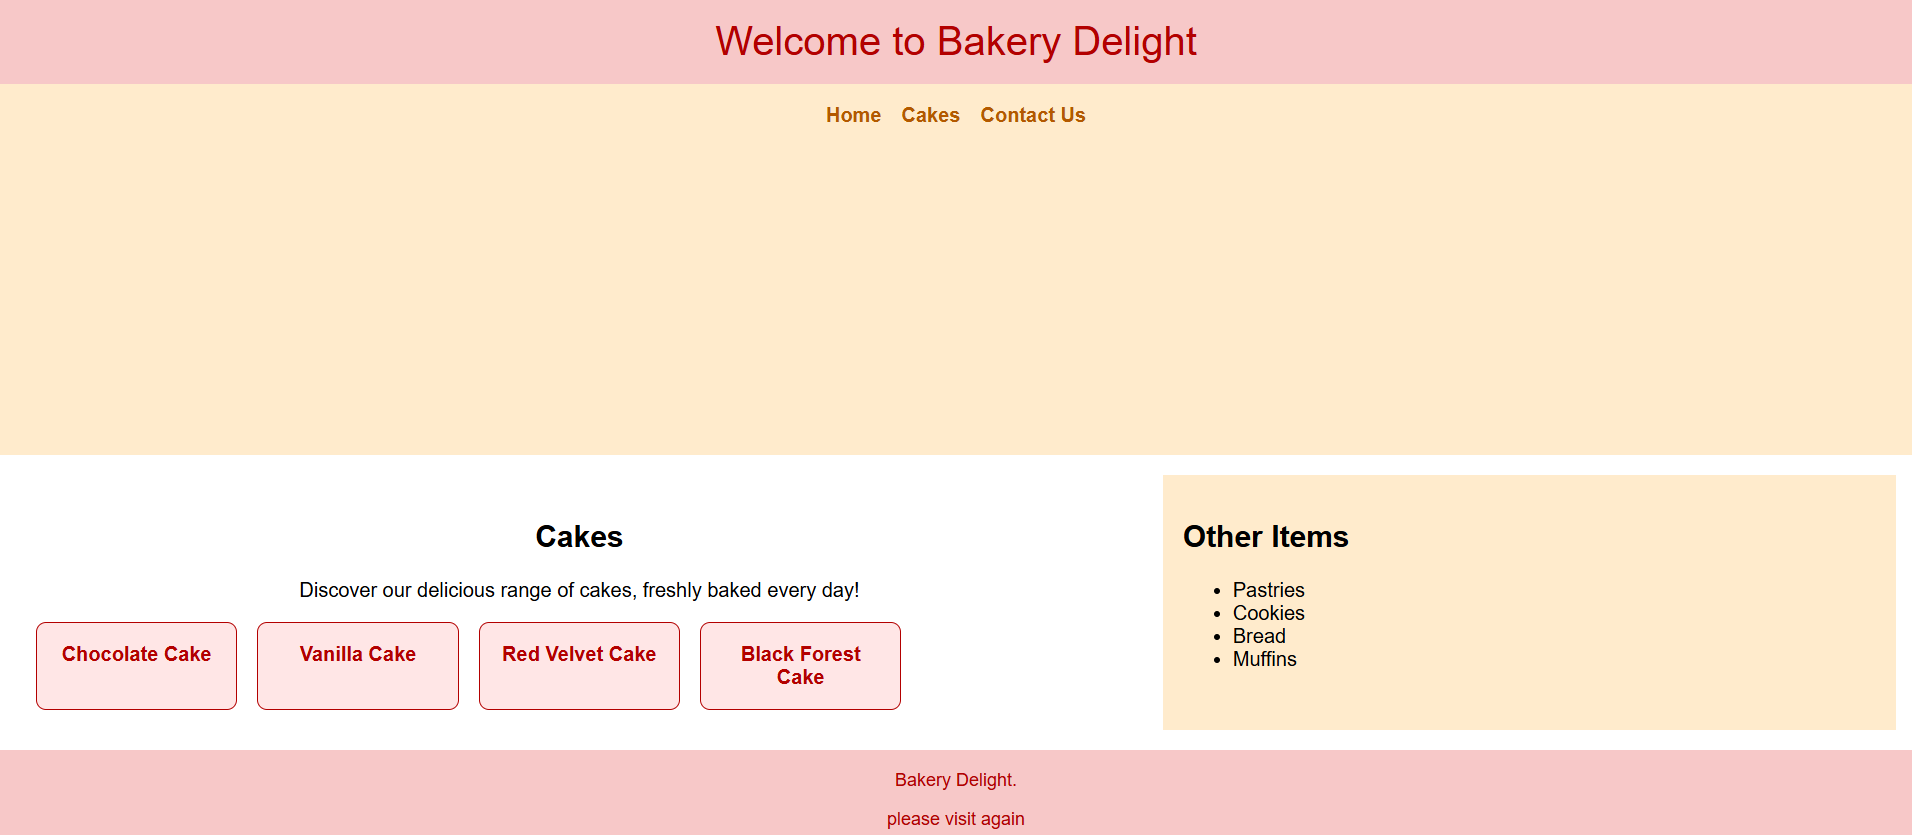 Welcome to Bakery Delight
Home Cakes Contact Us
Cakes
Discover our delicious range of cakes, freshly baked every day!
Chocolate Cake
Vanilla Cake
Red Velvet Cake
Black Forest
Cake
Other Items
Pastries
Cookies
Bread
Muffins
Bakery Delight.
please visit again